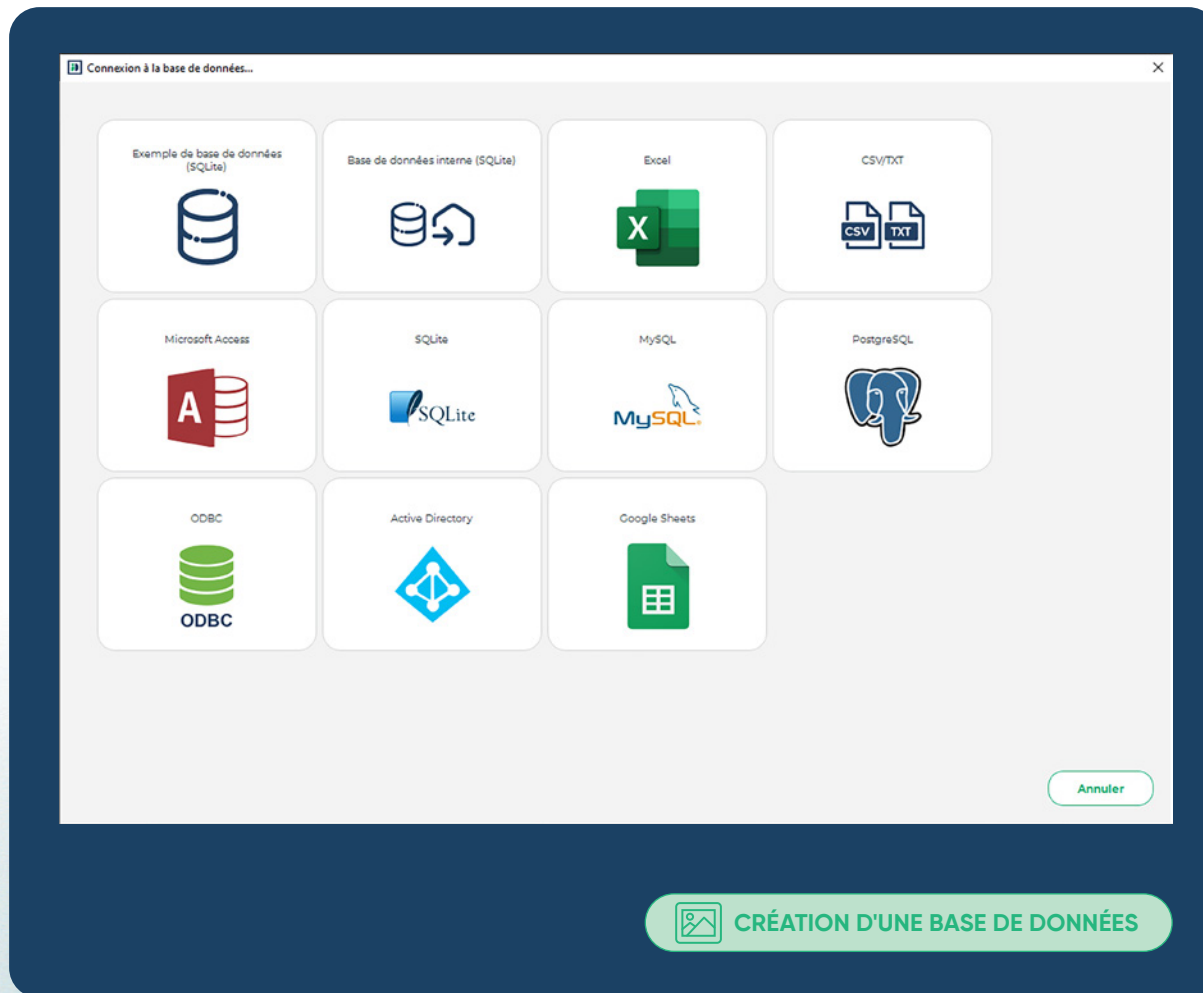 Connexion à la base de données...
Exemple de base de données
(SQLite)
Base de données interne (SQLite)
Excel
CSV/TXT
X
CSV
TXT
Microsoft Access
SQLite
MySQL
PostgreSQL
A
SQLite
MySQL
ODBC
Active Directory
Google Sheets
ODBC
Annuler
CRÉATION D'UNE BASE DE DONNÉES